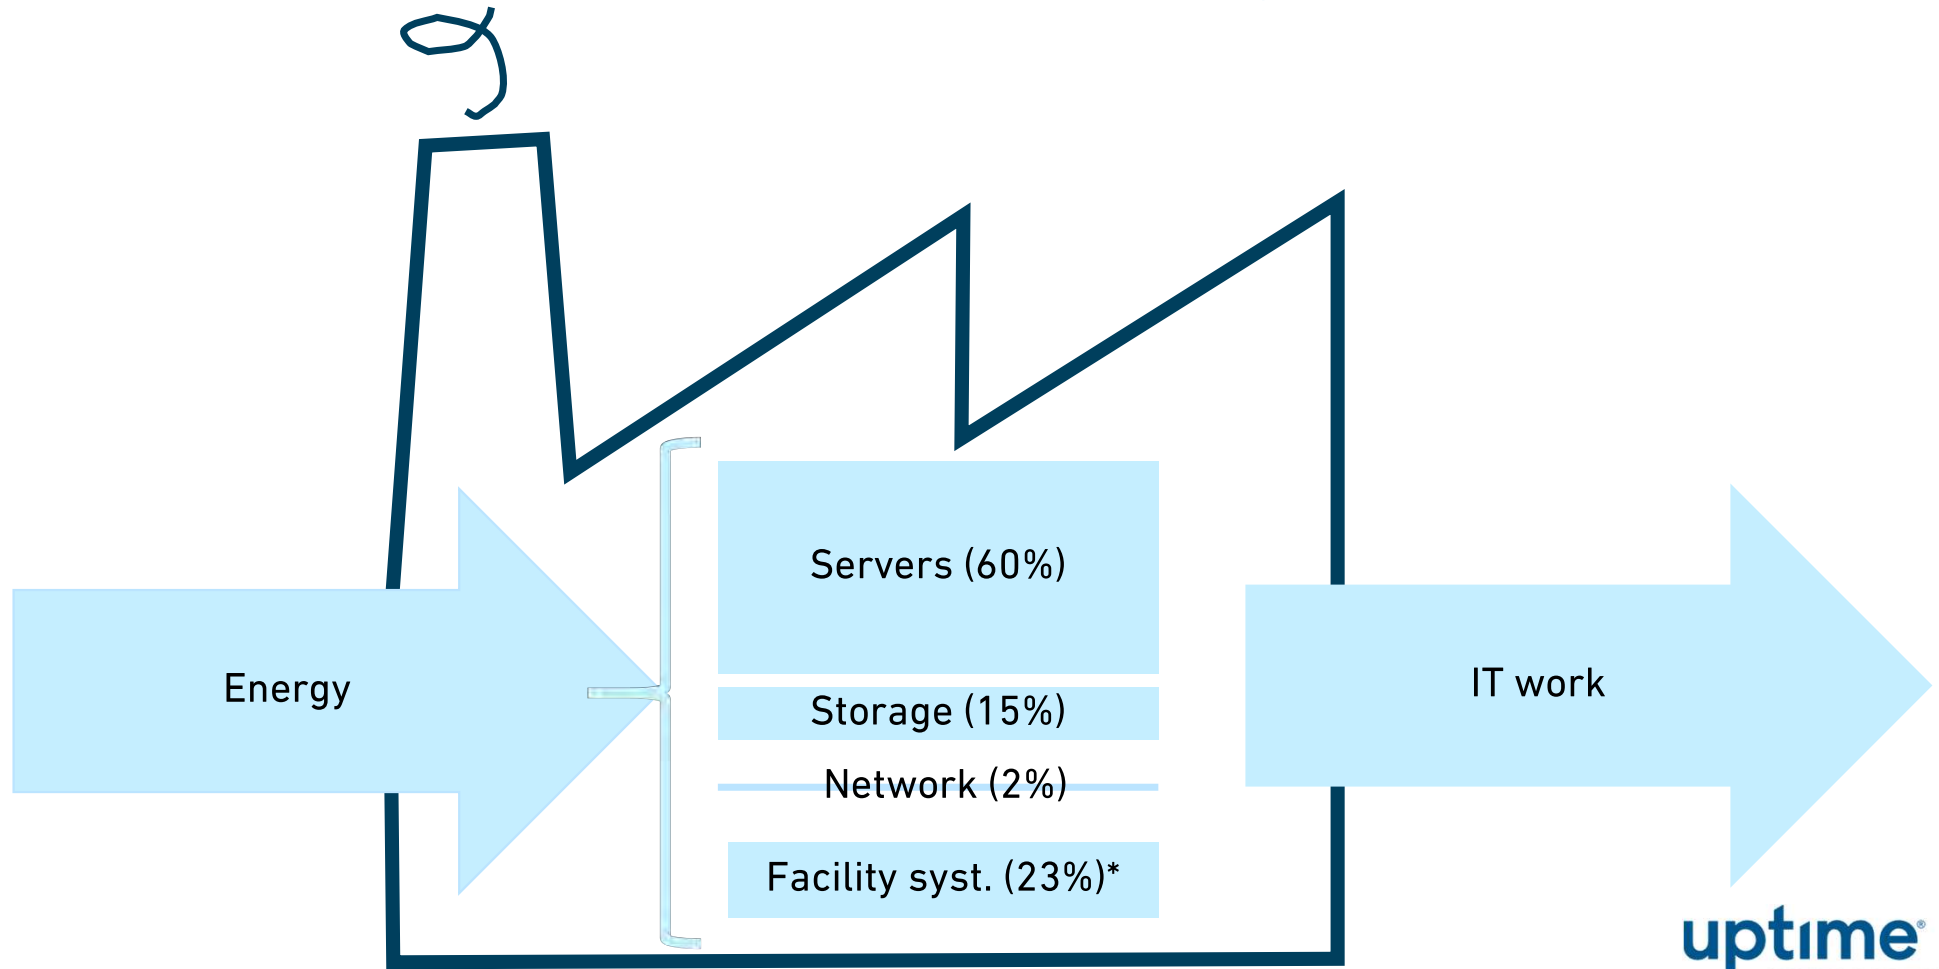 Servers (60%)
Energy
Storage (15%)
IT work
Network (2%)
Facility syst. (23%)*
uptime®